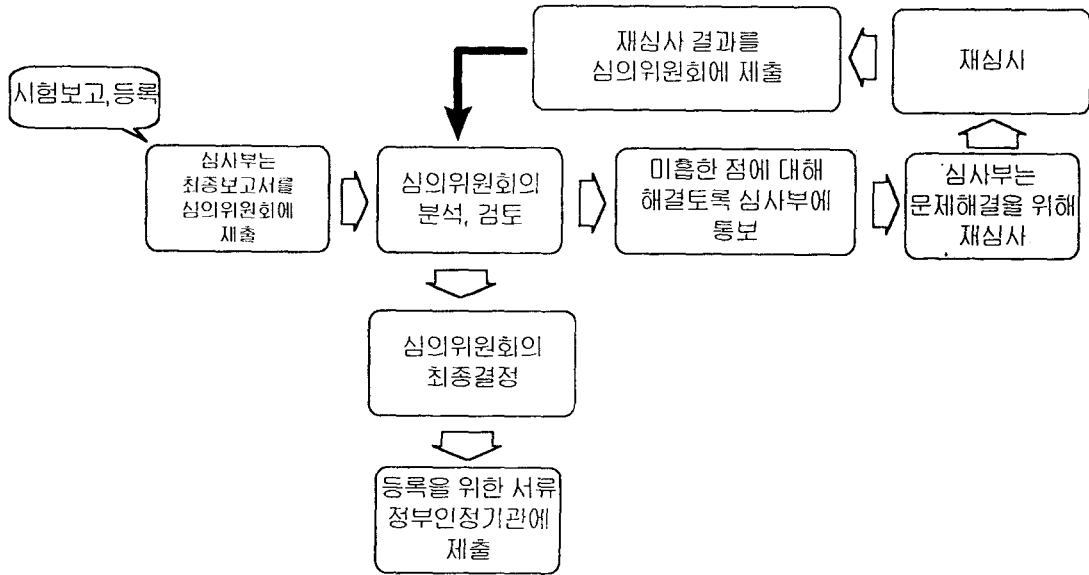 재심사 결과를
심의위원회에 제출
재심사
시험보고, 등록
심사부는
최종보고서를
심의위원회에
제출
심의위원회의
분석, 검토
미흡한 점에 대해
해결토록 심사부에
통보
심사부는
문제해결을 위해
재심사
심의위원회의
최종결정
등록을 위한 서류
정부인정기관에
제출